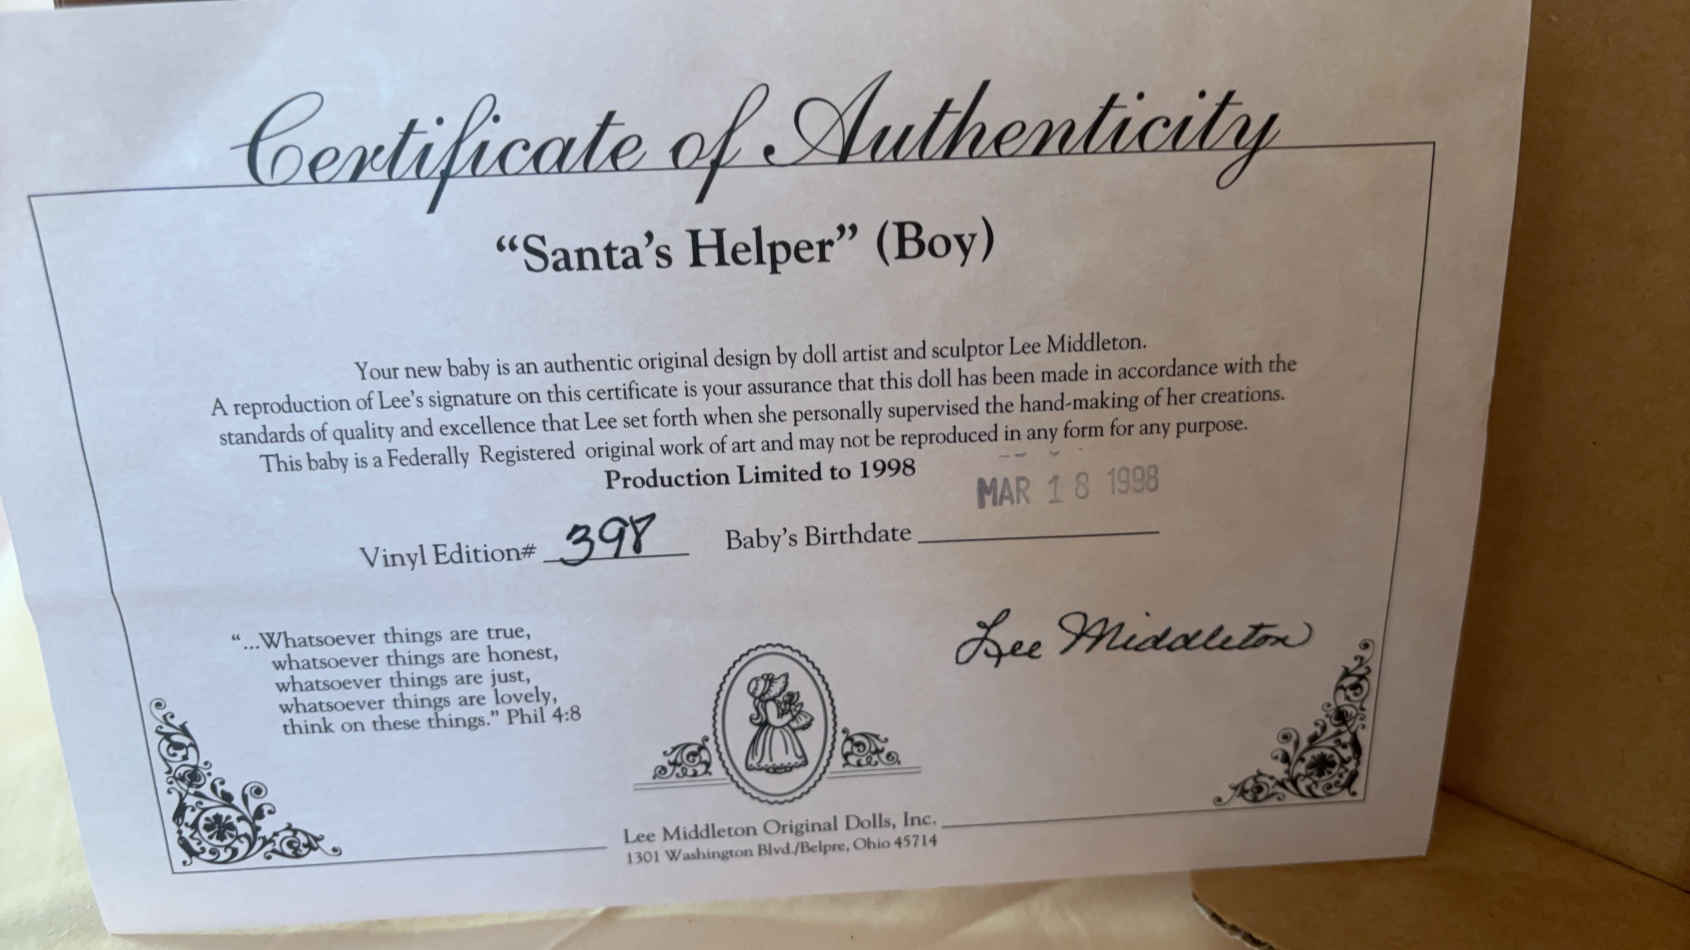 Certificate of Authenticity
“Santa’s Helper” (Boy)
Your new baby is an authentic original design by doll artist and sculptor Lee Middleton.
A reproduction of Lee’s signature on this certificate is your assurance that this doll has been made in accordance with the
standards of quality and excellence that Lee set forth when she personally supervised the hand-making of her creations.
This baby is a Federally Registered original work of art and may not be reproduced in any form for any purpose.
Production Limited to 1998
MAR 18 1998
Vinyl Edition# 398 Baby’s Birthdate
“...Whatsoever things are true,
whatsoever things are honest,
whatsoever things are just,
whatsoever things are lovely,
think on these things.” Phil 4:8
Lee Middleton
Lee Middleton Original Dolls, Inc.
1301 Washington Blvd./Belpre, Ohio 45714